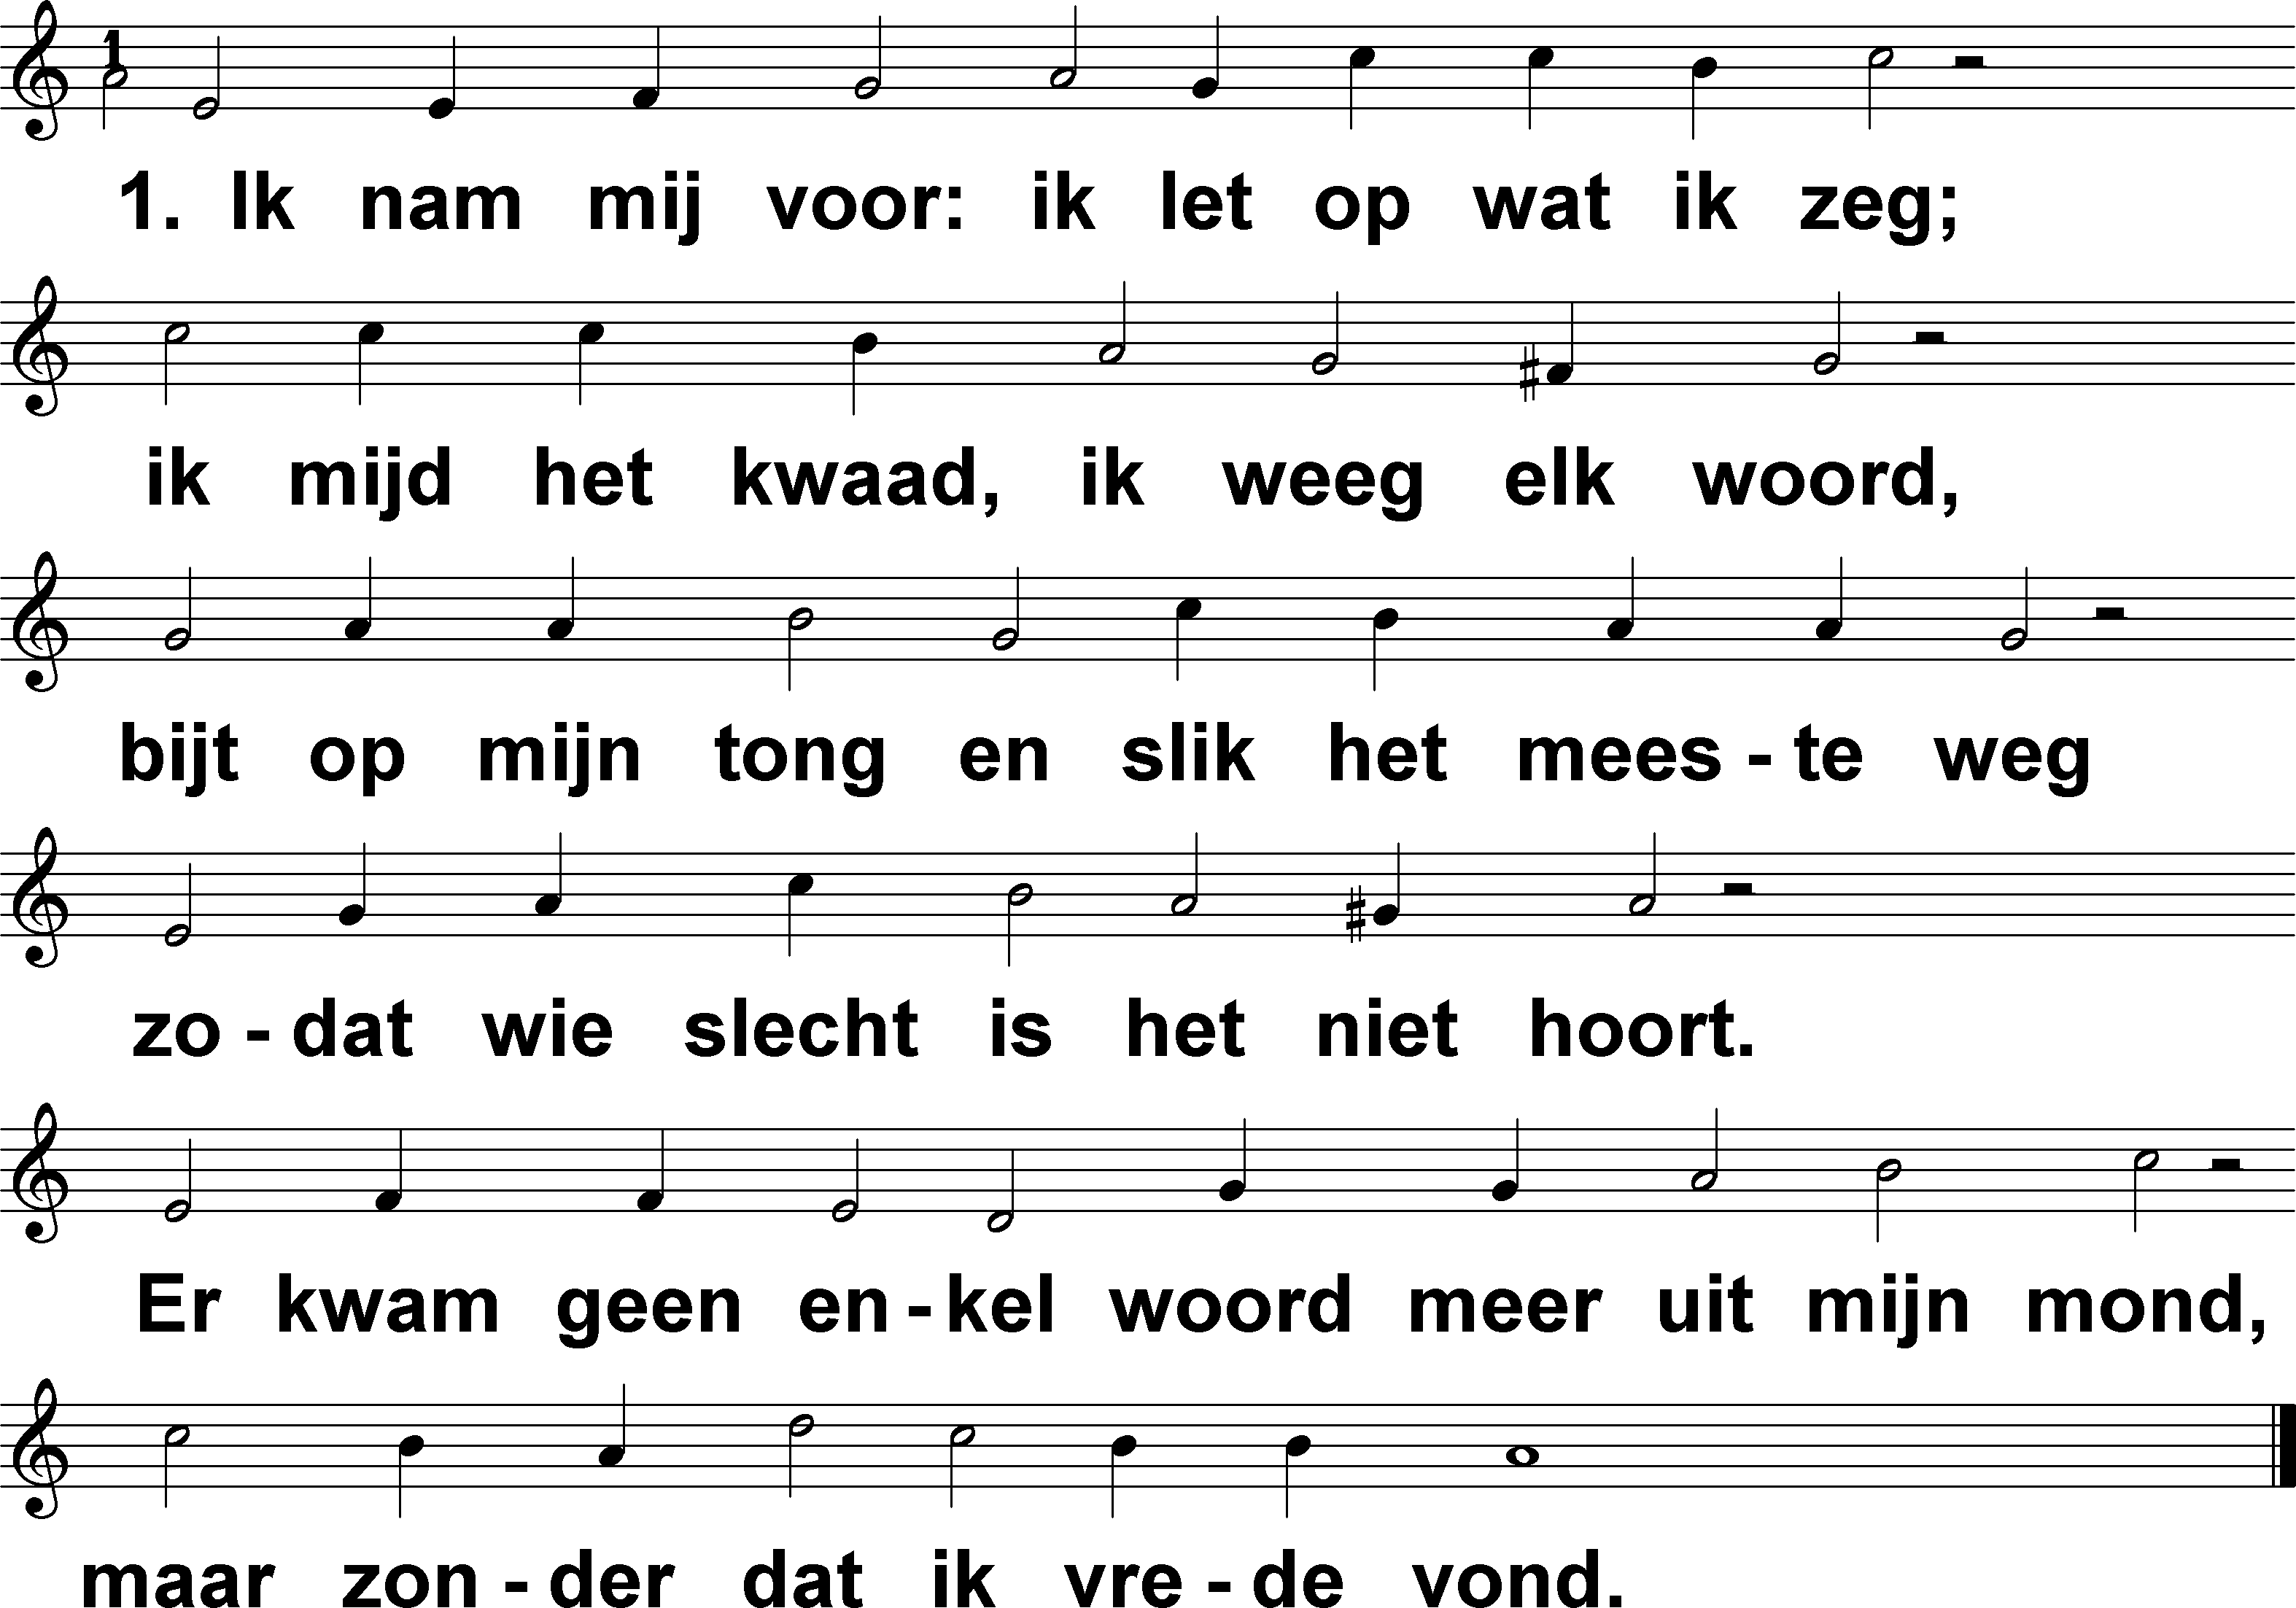 1
1. Ik nam mij voor: ik let op wat ik zeg;
ik mijd het kwaad, ik weeg elk woord,
bijt op mijn tong en slik het mees - te weg
zo - dat wie slecht is het niet hoort.
Er kwam geen en - kel woord meer uit mijn mond,
maar zon - der dat ik vre - de vond.